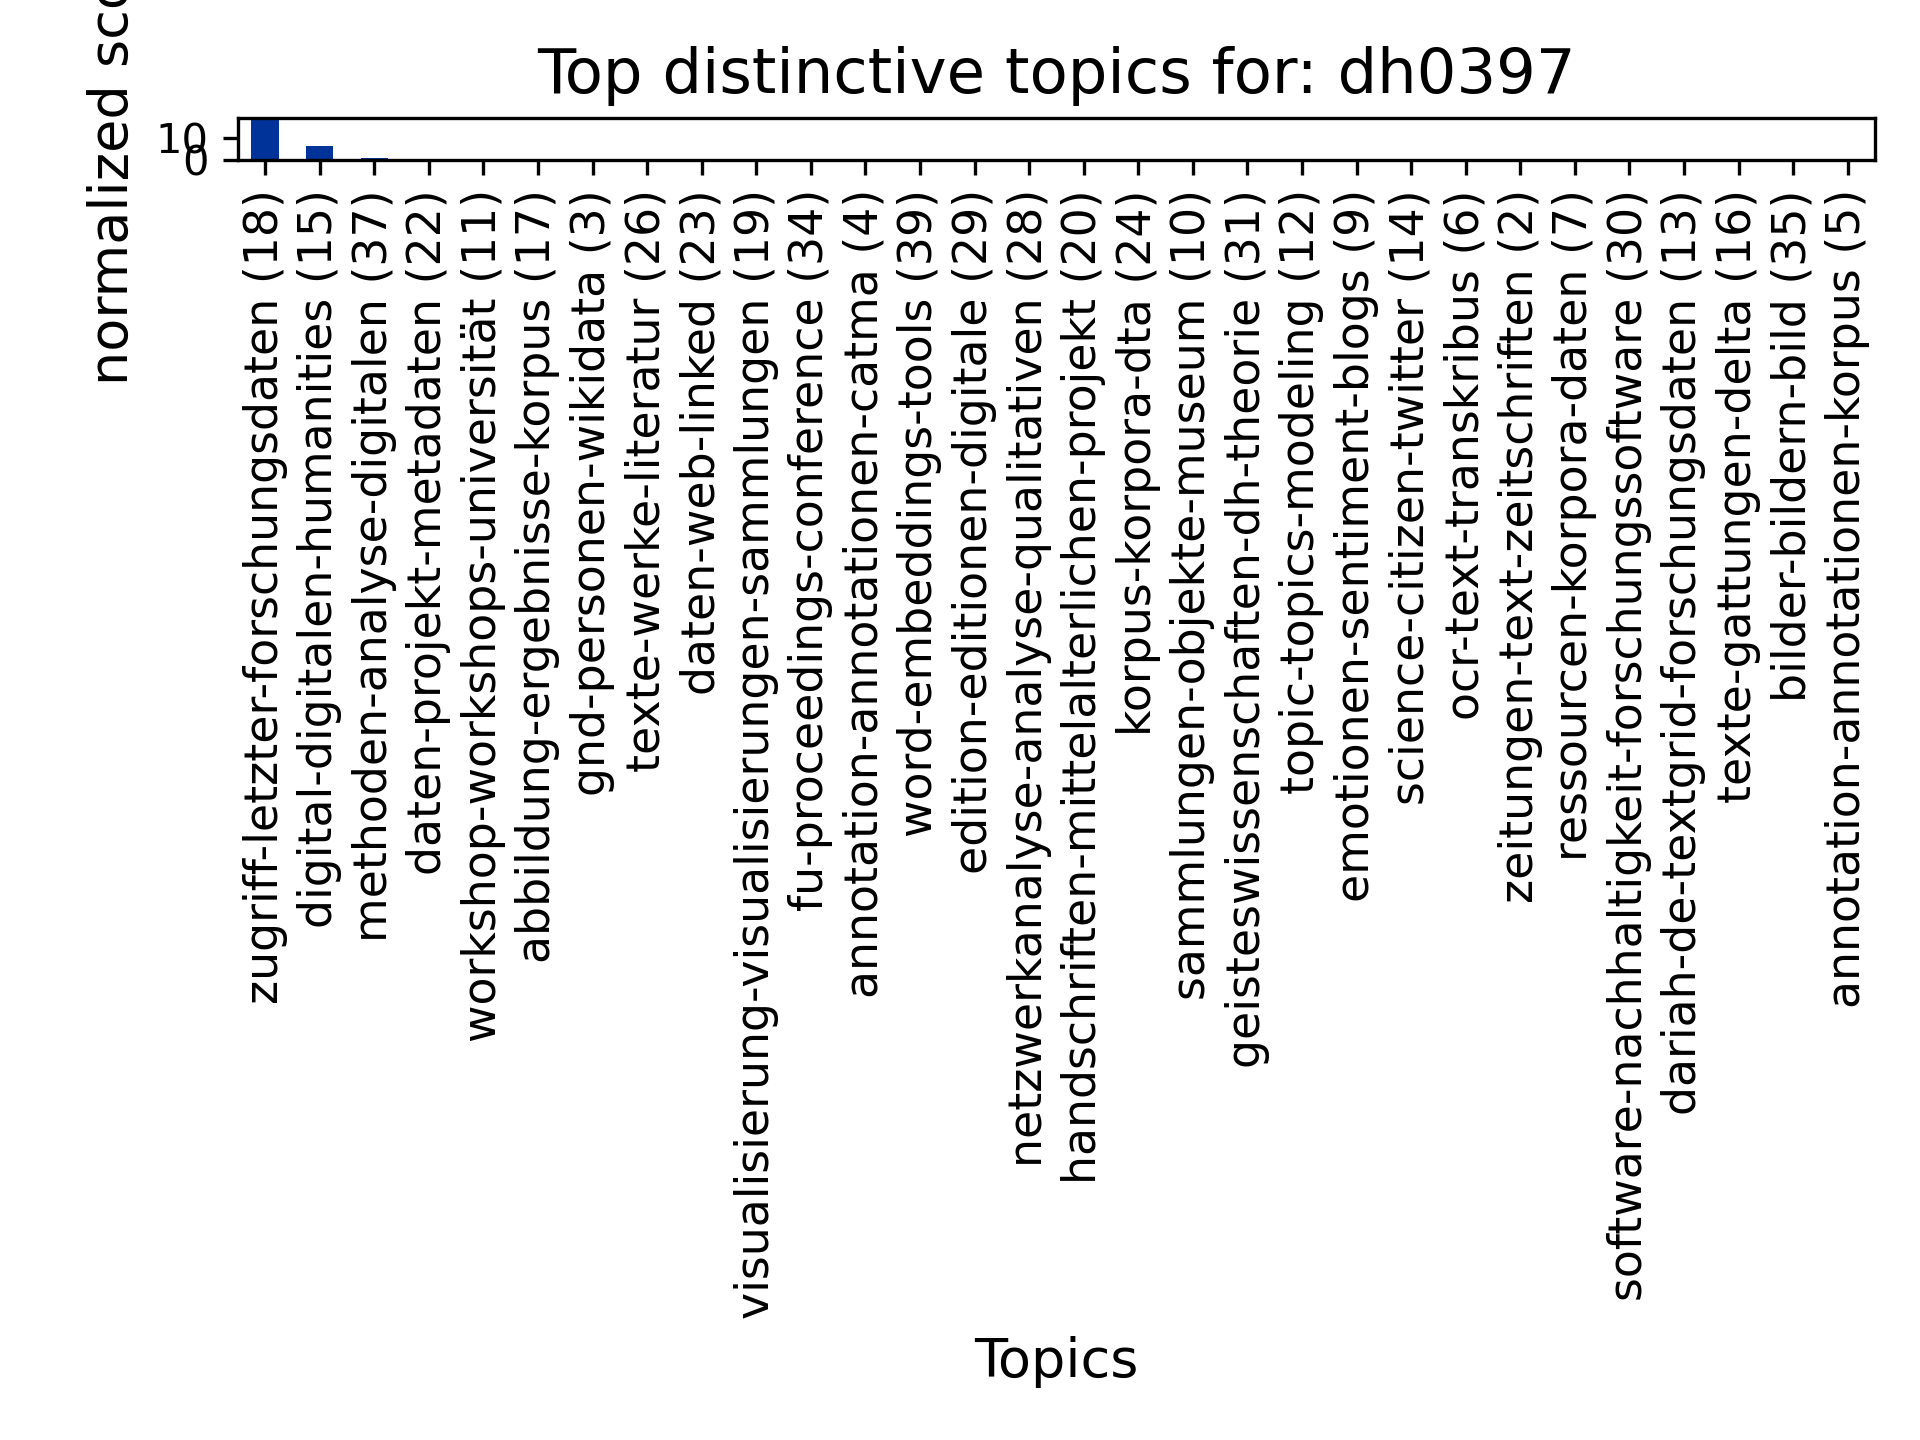 Top distinctive topics for: dh0397
normalized sco
10
0
zugriff-letzter-forschungsdaten (18)
digital-digitalen-humanities (15)
methoden-analyse-digitalen (37)
daten-projekt-metadaten (22)
workshop-workshops-universität (11)
abbildung-ergebnisse-korpus (17)
gnd-personen-wikidata (3)
texte-werke-literatur (26)
daten-web-linked (23)
visualisierung-visualisierungen-sammlungen (19)
fu-proceedings-conference (34)
annotation-annotationen-catma (4)
word-embeddings-tools (39)
edition-editionen-digitale (29)
netzwerkanalyse-analyse-qualitativen (28)
handschriften-mittelalterlichen-projekt (20)
korpus-korpora-dta (24)
sammlungen-objekte-museum (10)
geisteswissenschaften-dh-theorie (31)
topic-topics-modeling (12)
emotionen-sentiment-blogs (9)
science-citizen-twitter (14)
ocr-text-transkribus (6)
zeitungen-text-zeitschriften (2)
ressourcen-korpora-daten (7)
software-nachhaltigkeit-forschungssoftware (30)
dariah-de-textgrid-forschungsdaten (13)
texte-gattungen-delta (16)
bilder-bildern-bild (35)
annotation-annotationen-korpus (5)
Topics